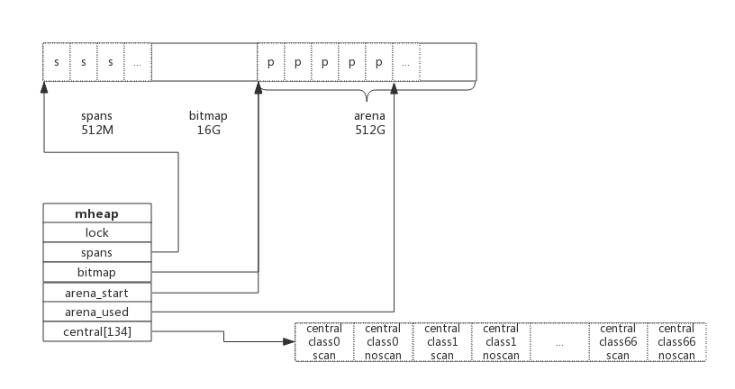 s s s ... p p p p p ...
spans bitmap arena
512M 16G 512G
mheap
lock
spans
bitmap
arena_start
arena_used
central[134]
central central central central central central
class0 class0 class1 class1 ... class66 class66
scan noscan scan noscan scan noscan